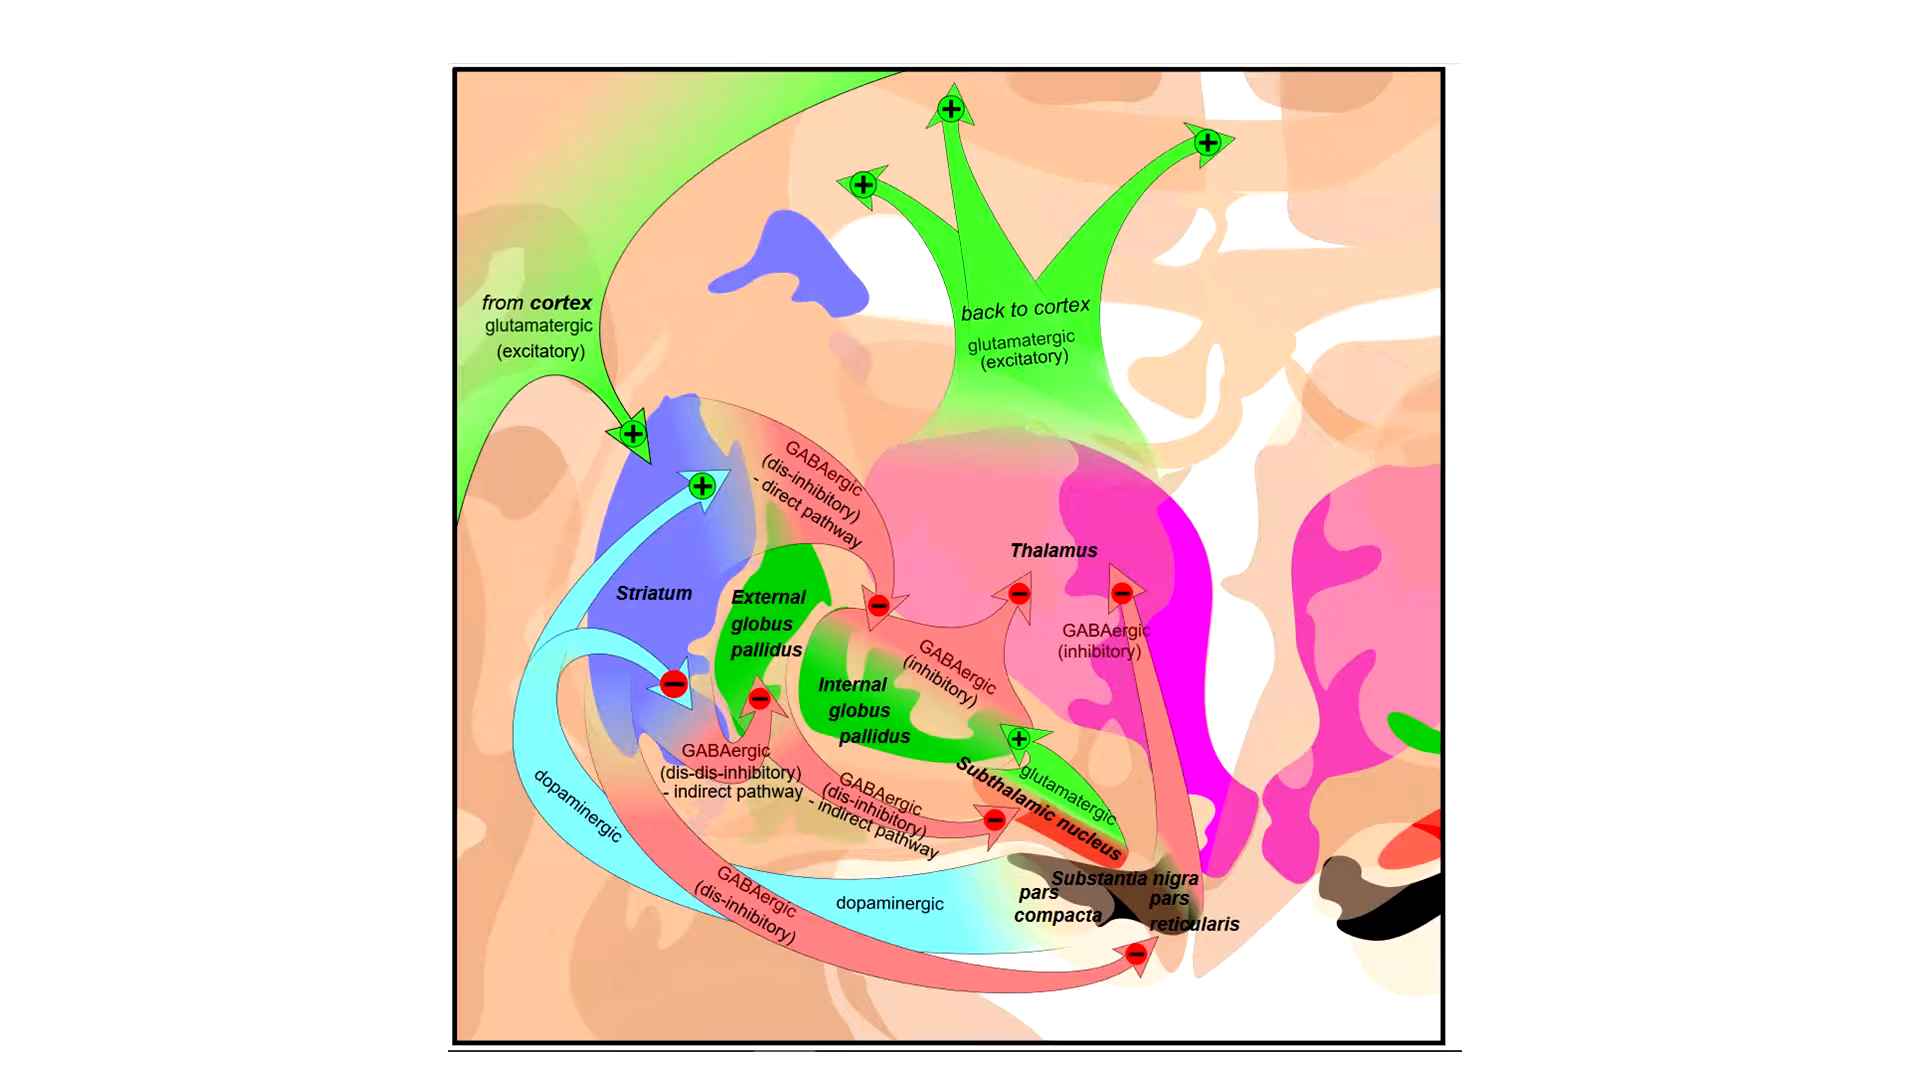 from cortex
glutamatergic
(excitatory)
back to cortex
glutamatergic
(excitatory)
GABAergic
(dis-inhibitory)
- direct pathway
Thalamus
Striatum
External
globus
pallidus
GABAergic
(inhibitory)
GABAergic
(inhibitory)
Internal
globus
pallidus
GABAergic
(dis-dis-inhibitory)
- indirect pathway
GABAergic
(dis-inhibitory)
- indirect pathway
glutamatergic
Subthalamic nucleus
dopaminergic
GABAergic
(dis-inhibitory)
dopaminergic
Substantia nigra
pars
compacta
pars
reticularis